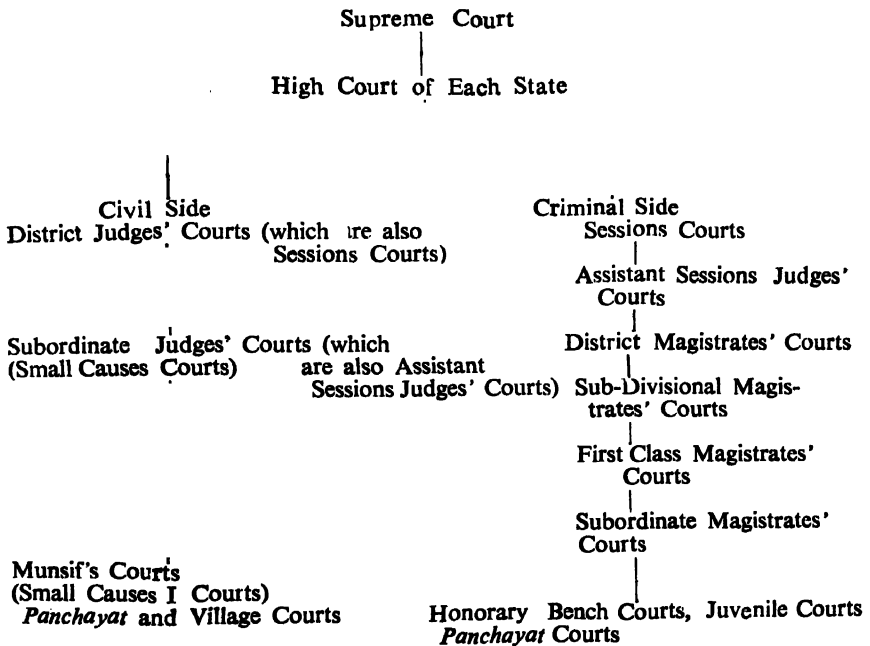 Supreme Court
High Court of Each State
Civil Side
District Judges' Courts (which are also
Sessions Courts)
Subordinate Judges' Courts (which
(Small Causes Courts) are also Assistant
Sessions Judges' Courts)
Munsif's Courts
(Small Causes I Courts)
Panchayat and Village Courts
Criminal Side
Sessions Courts
Assistant Sessions Judges'
Courts
District Magistrates' Courts
Sub-Divisional Magis-
trates' Courts
First Class Magistrates'
Courts
Subordinate Magistrates'
Courts
Honorary Bench Courts, Juvenile Courts
Panchayat Courts